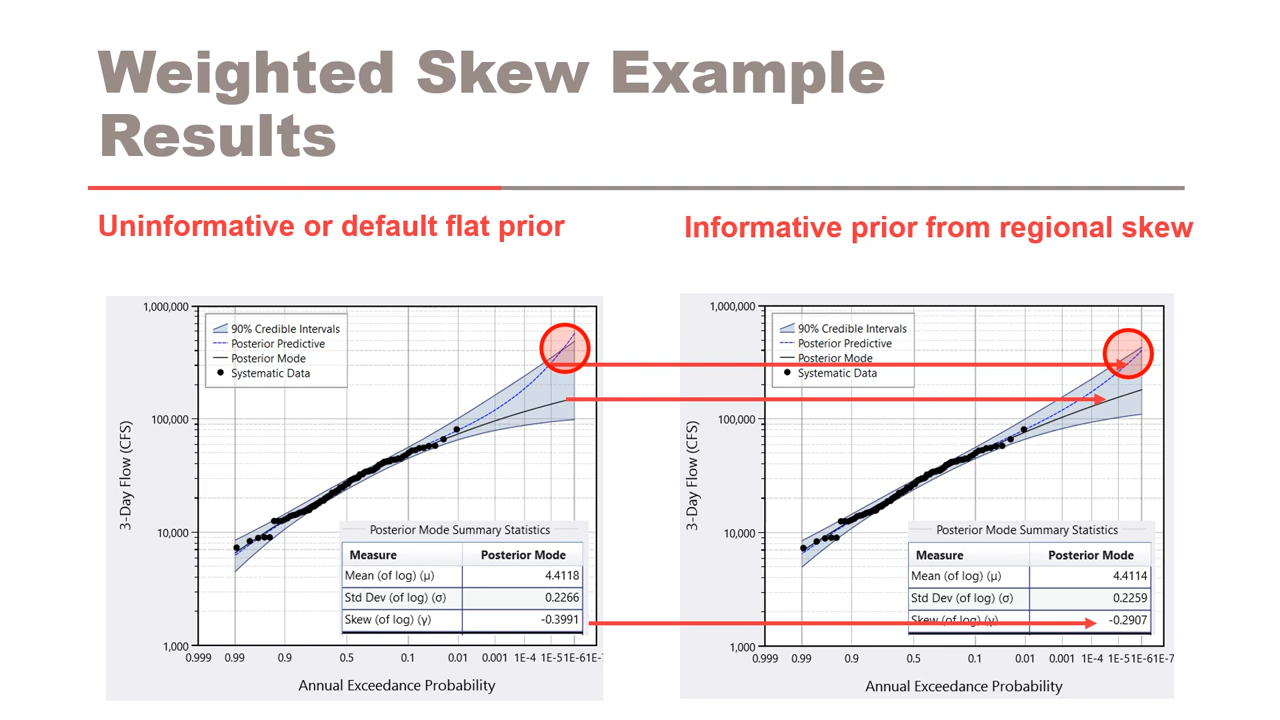 Weighted Skew Example
Results
Uninformative or default flat prior
Informative prior from regional skew
1,000,000
100,000
10,000
1,000
3-Day Flow (CFS)
90% Credible Intervals
Posterior Predictive
Posterior Mode
Systematic Data
Posterior Mode Summary Statistics
Measure Posterior Mode
Mean (of log) (µ) 4.4118
Std Dev (of log) (σ) 0.2266
Skew (of log) (γ) -0.3991
0.999 0.99 0.9 0.5 0.1 0.01 0.001 1E-4 1E-5 1E-6 1E-7
Annual Exceedance Probability
1,000,000
100,000
10,000
1,000
3-Day Flow (CFS)
90% Credible Intervals
Posterior Predictive
Posterior Mode
Systematic Data
Posterior Mode Summary Statistics
Measure Posterior Mode
Mean (of log) (µ) 4.4114
Std Dev (of log) (σ) 0.2259
Skew (of log) (γ) -0.2907
0.999 0.99 0.9 0.5 0.1 0.01 0.001 1E-4 1E-5 1E-6 1E-7
Annual Exceedance Probability